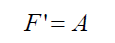 F' = A